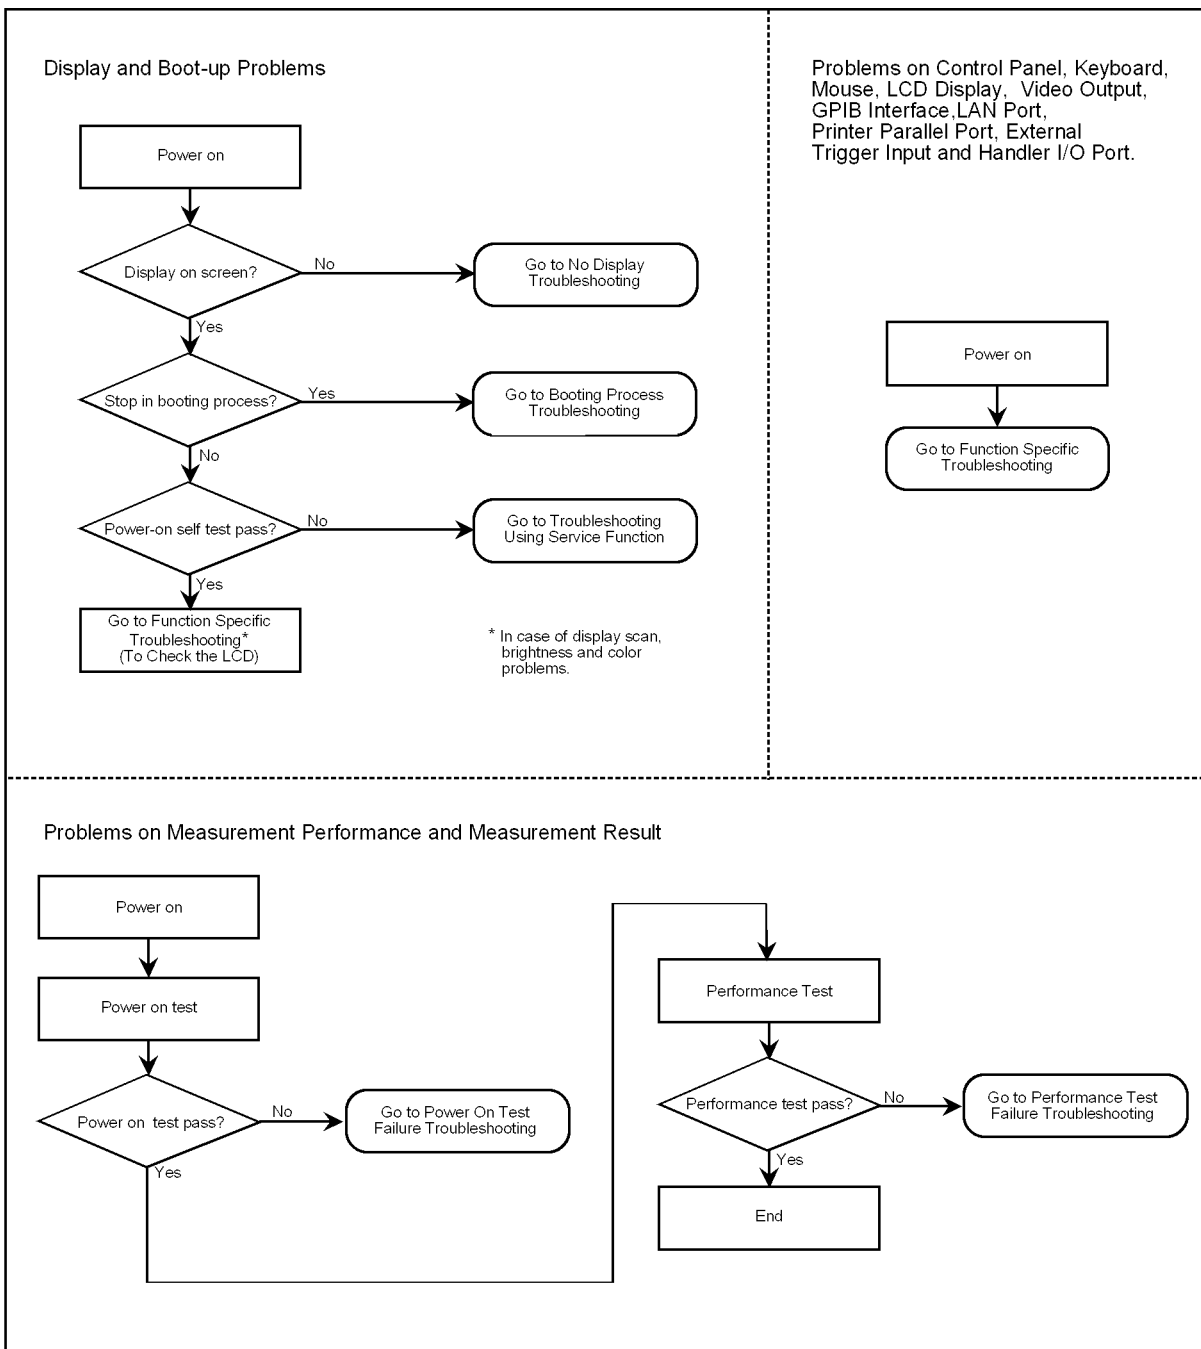 Display and Boot-up Problems
Power on
Display on screen?
No
Go to No Display
Troubleshooting
Yes
Stop in booting process?
Yes
Go to Booting Process
Troubleshooting
No
Power-on self test pass?
No
Go to Troubleshooting
Using Service Function
Yes
Go to Function Specific
Troubleshooting*
(To Check the LCD)
* In case of display scan,
brightness and color
problems.
Problems on Control Panel, Keyboard,
Mouse, LCD Display, Video Output,
GPIB Interface,LAN Port,
Printer Parallel Port, External
Trigger Input and Handler I/O Port.
Power on
Go to Function Specific
Troubleshooting
Problems on Measurement Performance and Measurement Result
Power on
Power on test
Power on test pass?
No
Go to Power On Test
Failure Troubleshooting
Yes
Performance Test
Performance test pass?
No
Go to Performance Test
Failure Troubleshooting
Yes
End